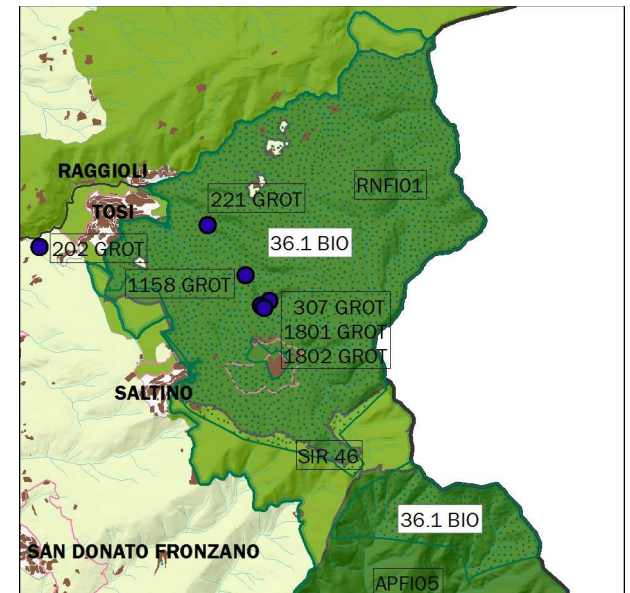 RAGGIOLI
RNFI01
221 GROT
TOSI
36.1 BIO
202 GROT
1158 GROT
307 GROT
1801 GROT
1802 GROT
SALTINO
SIR 46
36.1 BIO
SAN DONATO FRONZANO
APFI05